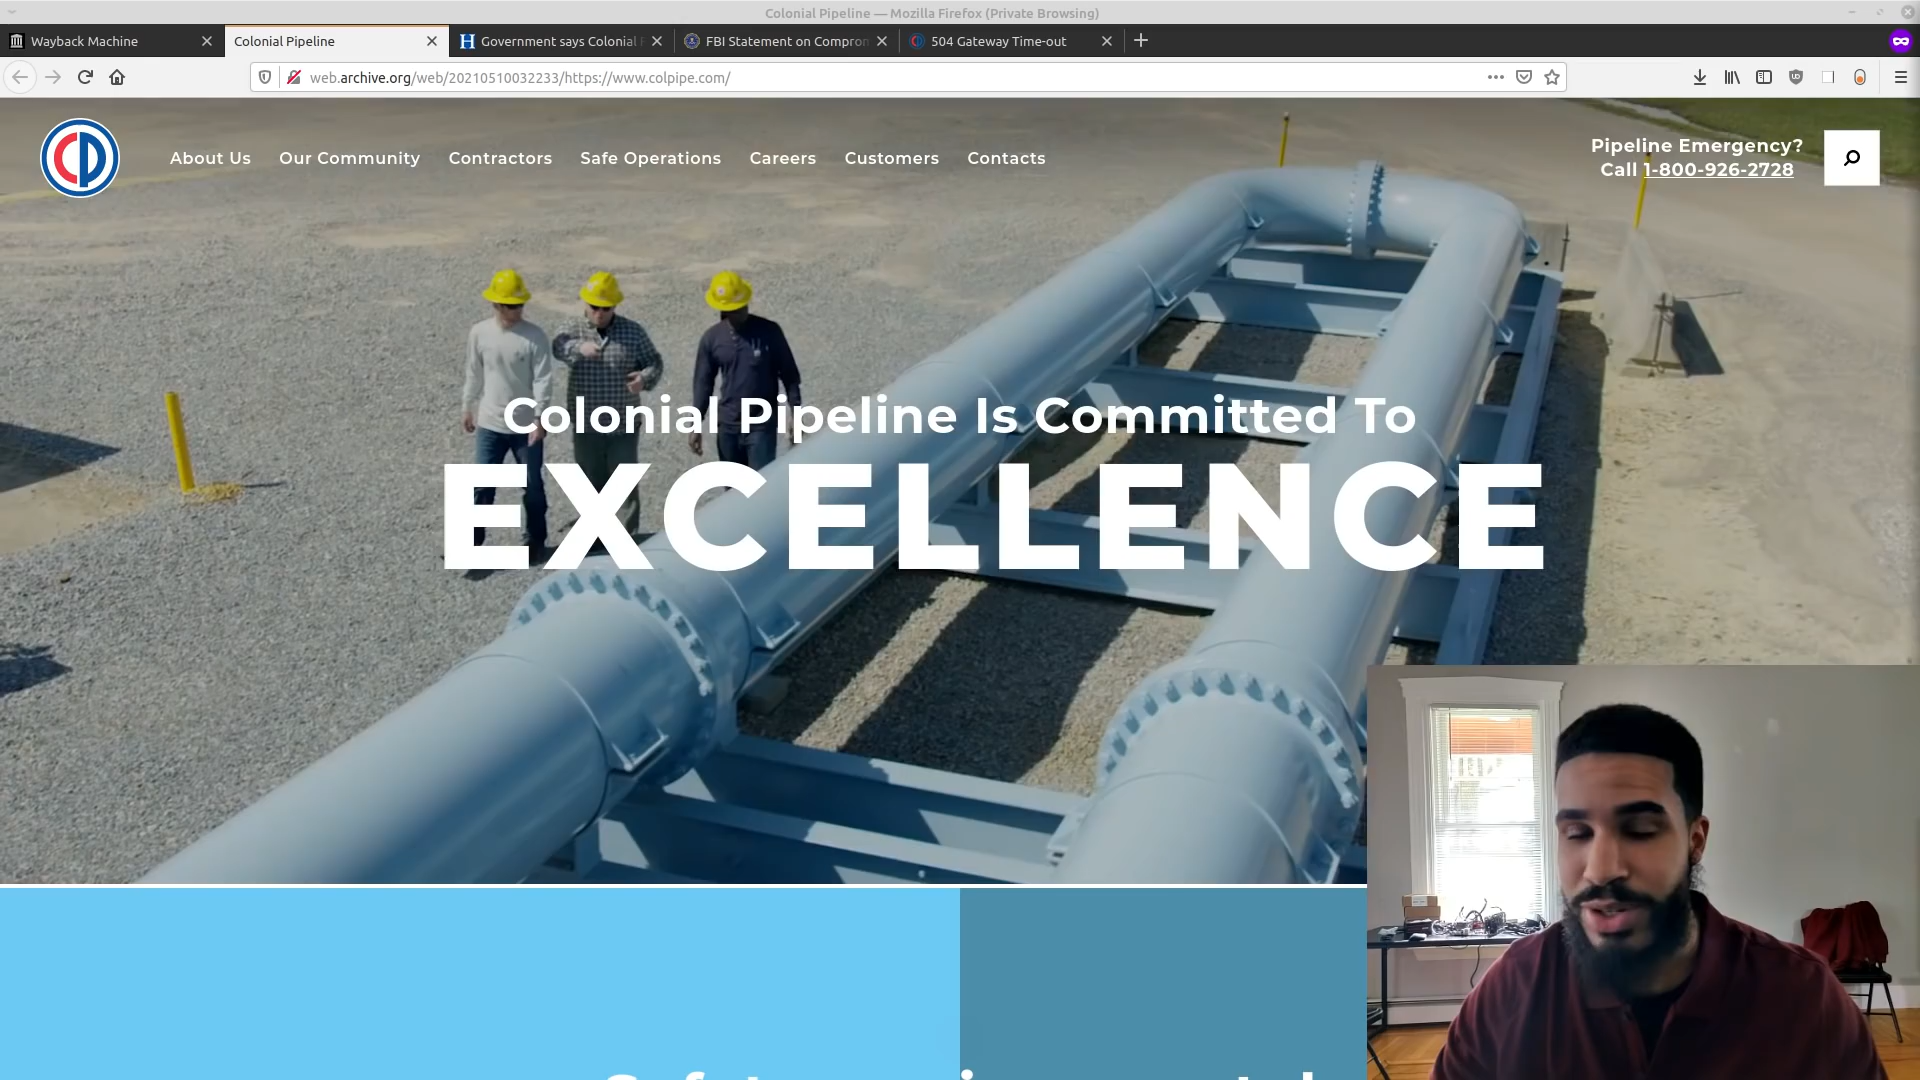 Colonial Pipeline — Mozilla Firefox (Private Browsing)
Wayback Machine
Colonial Pipeline
Government says Colonial
FBI Statement on Compron
504 Gateway Time-out
web.archive.org/web/20210510032233/https://www.colpipe.com/
About Us
Our Community
Contractors
Safe Operations
Careers
Customers
Contacts
Pipeline Emergency?
Call 1-800-926-2728
Colonial Pipeline Is Committed To
EXCELLENCE